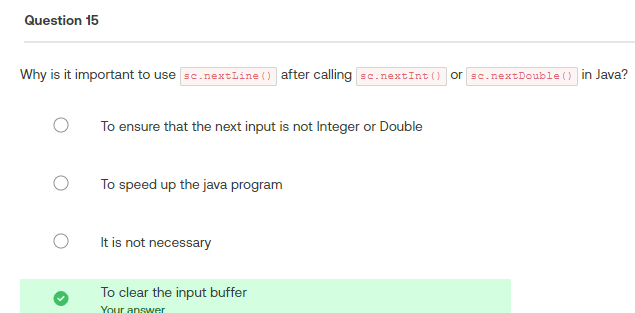 Question 15
Why is it important to use sc.nextLine() after calling sc.nextInt() or sc.nextDouble() in Java?
To ensure that the next input is not Integer or Double
To speed up the java program
It is not necessary
To clear the input buffer
Your answer